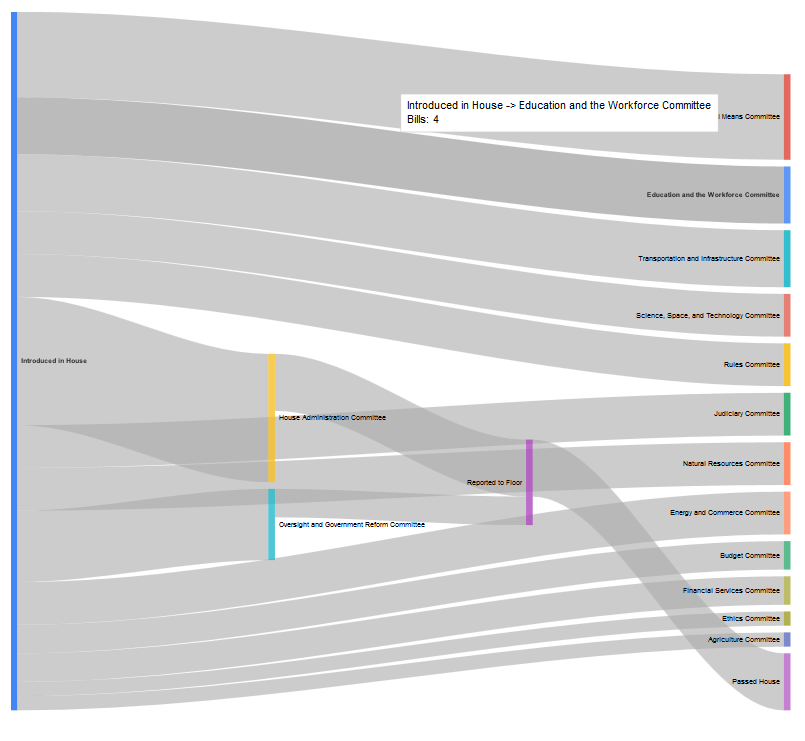 Introduced in House -> Education and the Workforce Committee
Bills: 4
Means Committee
Education and the Workforce Committee
Transportation and Infrastructure Committee
Science, Space, and Technology Committee
Introduced in House
Rules Committee
House Administration Committee
Judiciary Committee
Natural Resources Committee
Reported to Floor
Energy and Commerce Committee
Oversight and Government Reform Committee
Budget Committee
Financial Services Committee
Ethics Committee
Agriculture Committee
Passed House